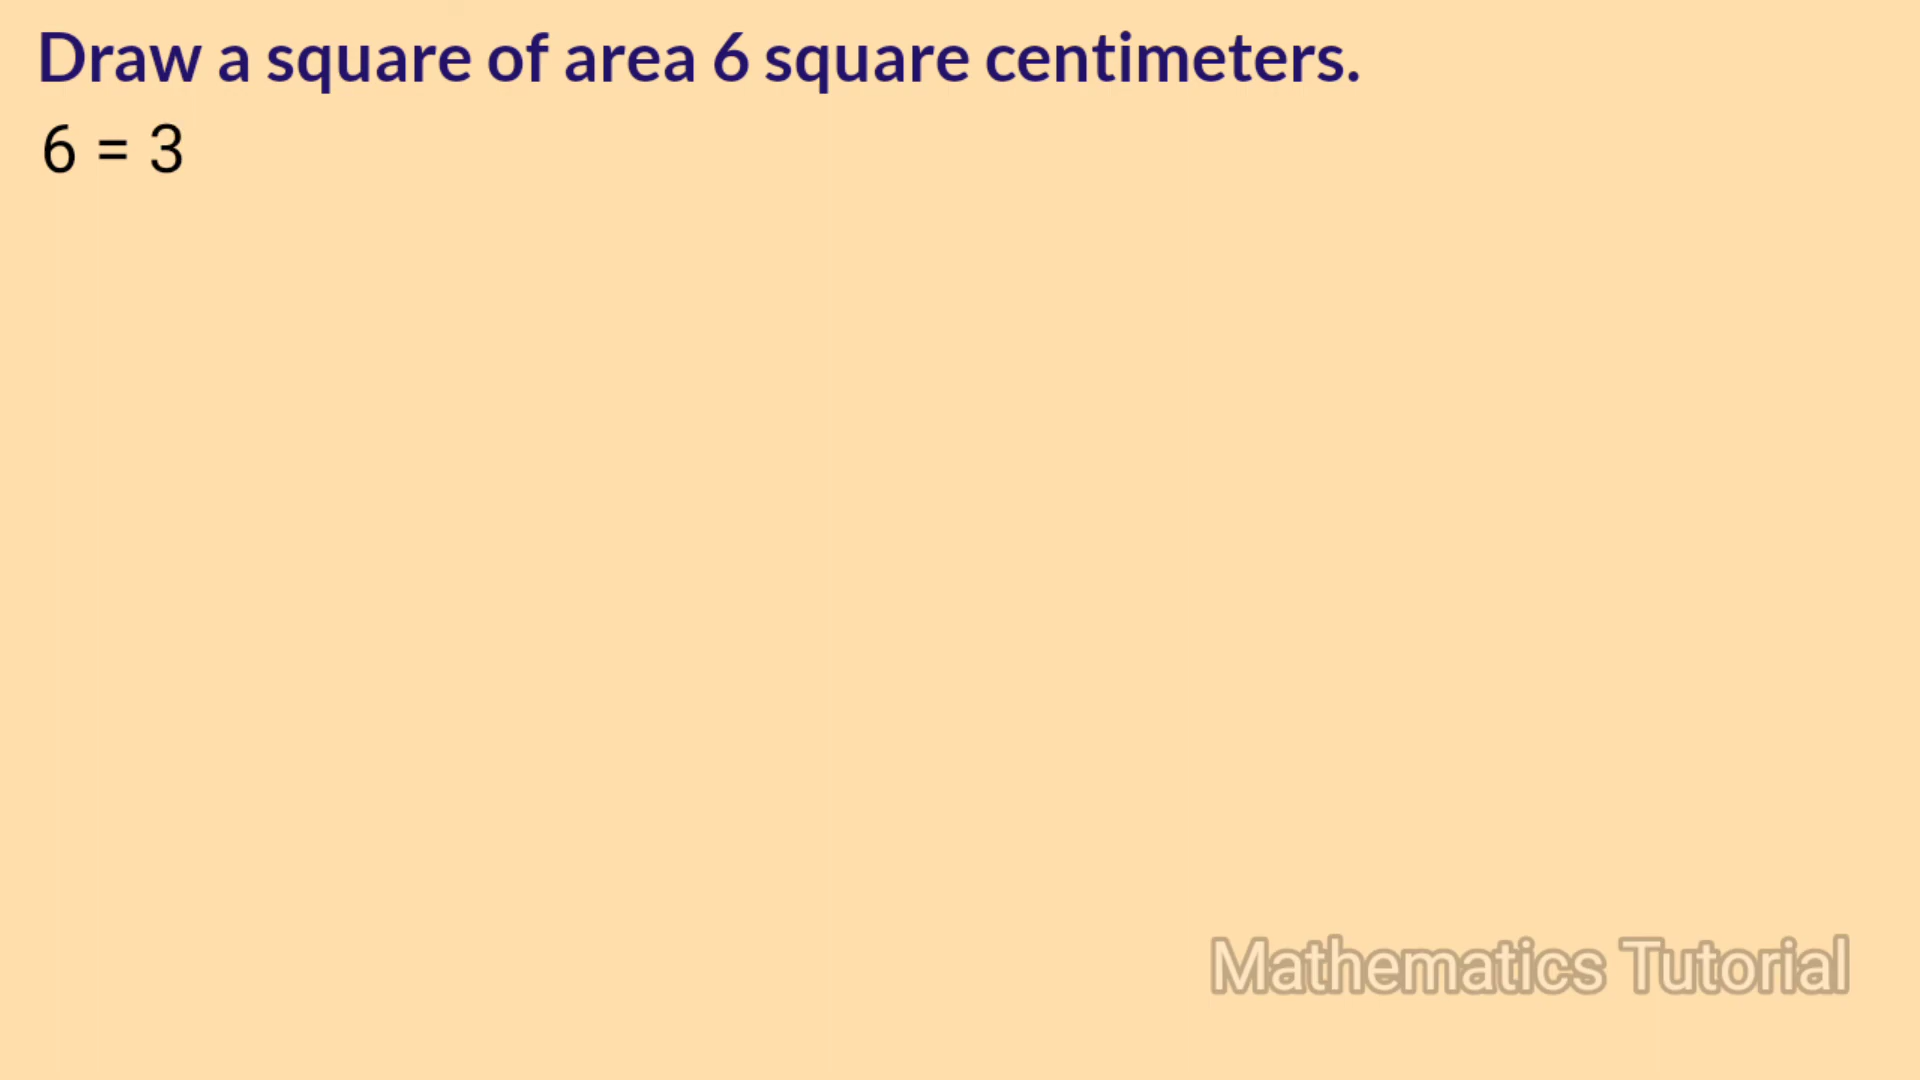 Draw a square of area 6 square centimeters.
6 = 3
Mathematics Tutorial